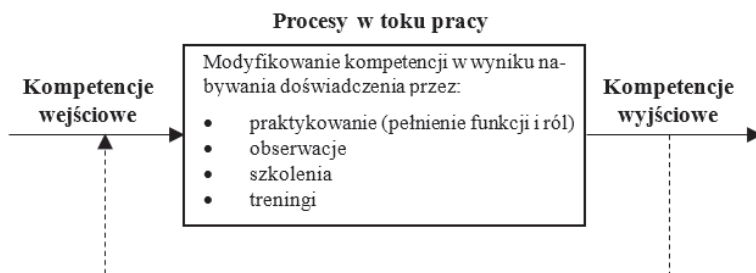 Procesy w toku pracy
Kompetencje
wejściowe
Modyfikowanie kompetencji w wyniku na-
bywania doświadczenia przez:
• praktykowanie (pełnienie funkcji i ról)
• obserwacje
• szkolenia
• treningi
Kompetencje
wyjściowe